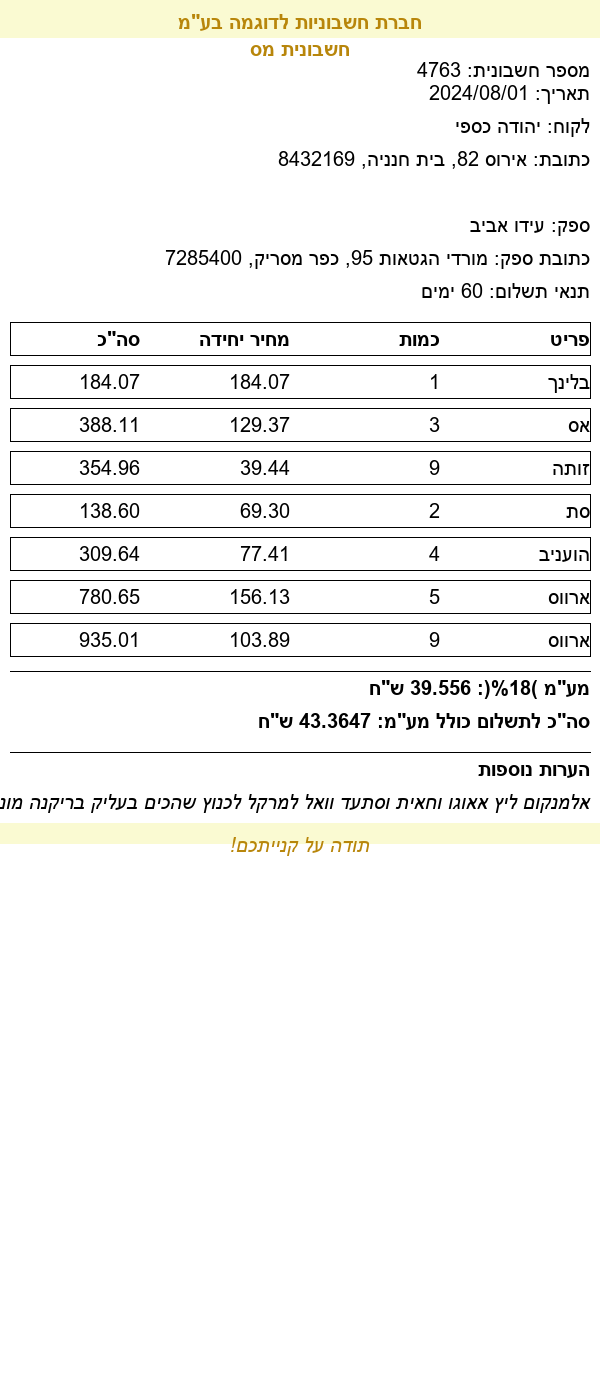 חברת חשבוניות לדוגמה בע"מ
חשבונית מס
מספר חשבונית: 4763
תאריך: 2024/08/01
לקוח: יהודה כספי
כתובת: אירוס 82, בית חנניה, 8432169
ספק: עידו אביב
כתובת ספק: מורדי הגטאות 95, כפר מסריק, 7285400
תנאי תשלום: 60 ימים
פריט כמות מחיר יחידה סה"כ
בלינך 1 184.07 184.07
אס 3 129.37 388.11
זותה 9 39.44 354.96
סת 2 69.30 138.60
הועניב 4 77.41 309.64
ארווס 5 156.13 780.65
ארווס 9 103.89 935.01
מע"מ )18%(: 39.556 ש"ח
סה"כ לתשלום כולל מע"מ: 43.3647 ש"ח
הערות נוספות
אלמנקום ליץ אאוגו וחאית וסתעד וואל למרקל לכנוץ שהכים בעליק בריקנה מונ
תודה על קנייתכם!